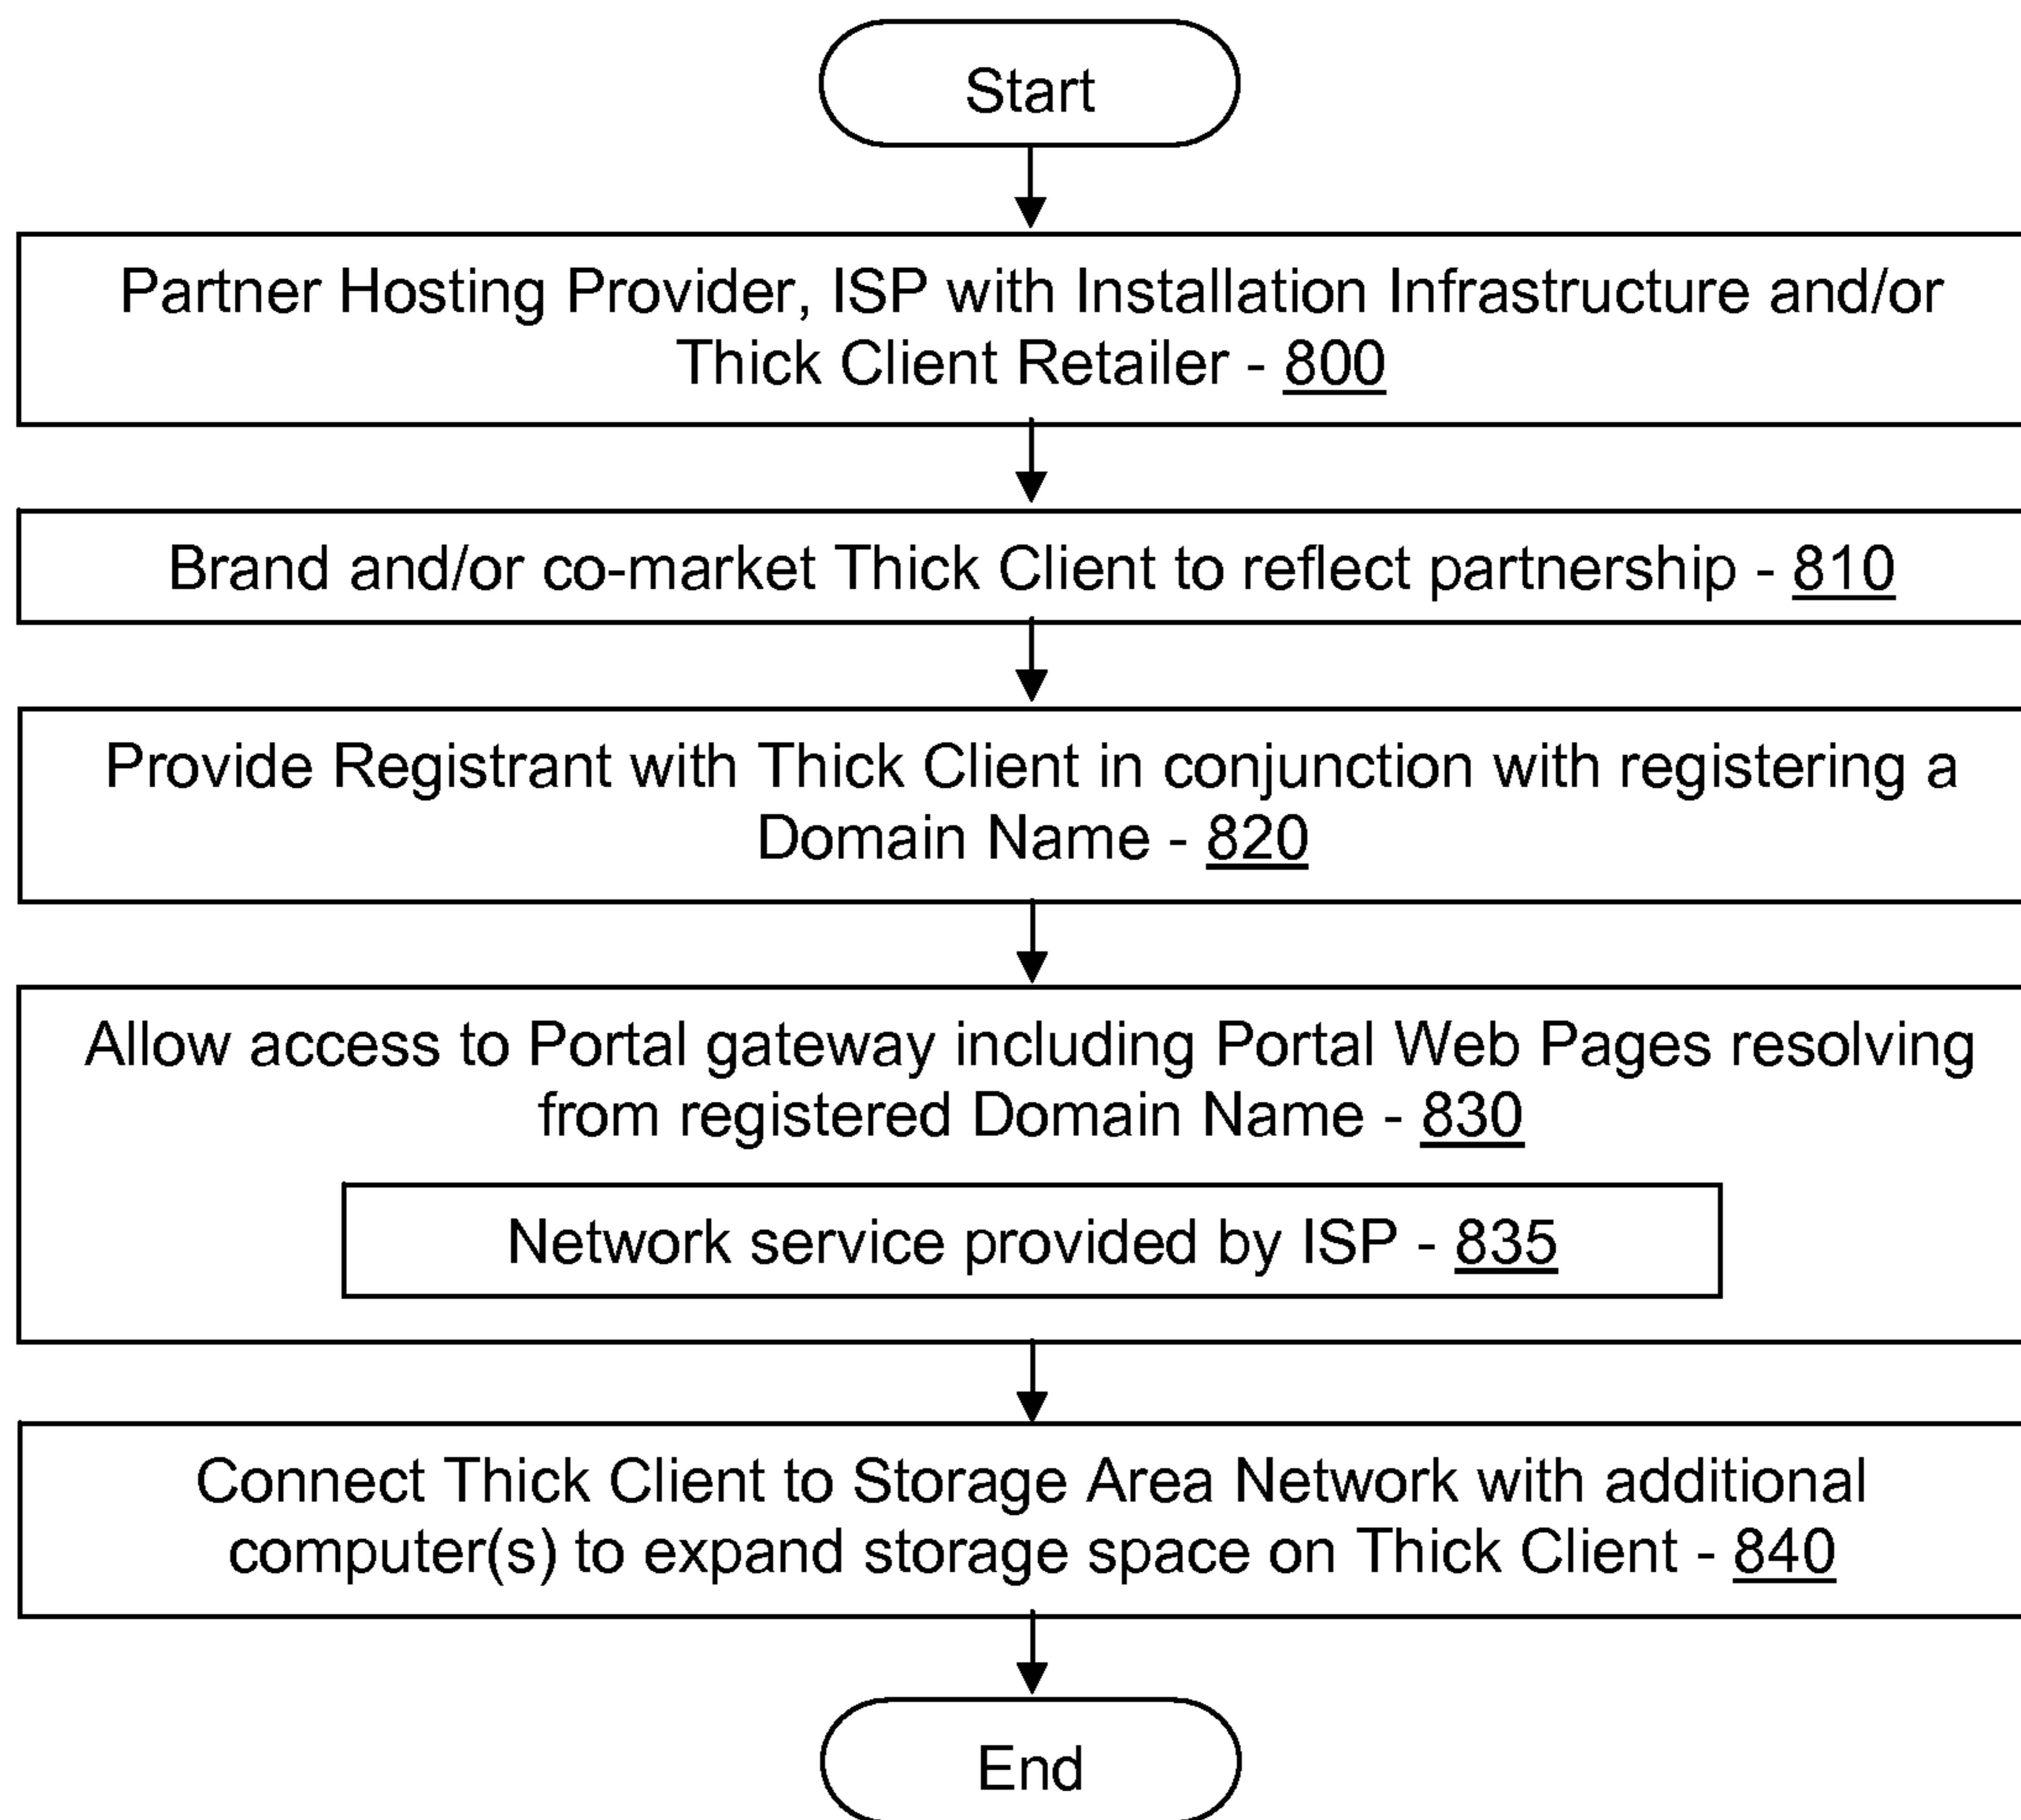 Start
Partner Hosting Provider, ISP with Installation Infrastructure and/or
Thick Client Retailer - 800
Brand and/or co-market Thick Client to reflect partnership - 810
Provide Registrant with Thick Client in conjunction with registering a
Domain Name - 820
Allow access to Portal gateway including Portal Web Pages resolving
from registered Domain Name - 830
Network service provided by ISP - 835
Connect Thick Client to Storage Area Network with additional
computer(s) to expand storage space on Thick Client - 840
End